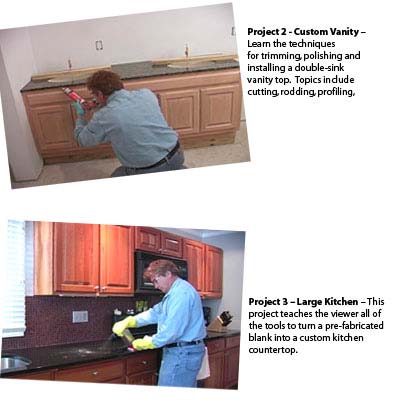 Project 2 - Custom Vanity –
Learn the techniques
for trimming, polishing and
installing a double-sink
vanity top.  Topics include
cutting, rodding, profiling,
Project 3 – Large Kitchen – This
project teaches the viewer all of
the tools to turn a pre-fabricated
blank into a custom kitchen
countertop.